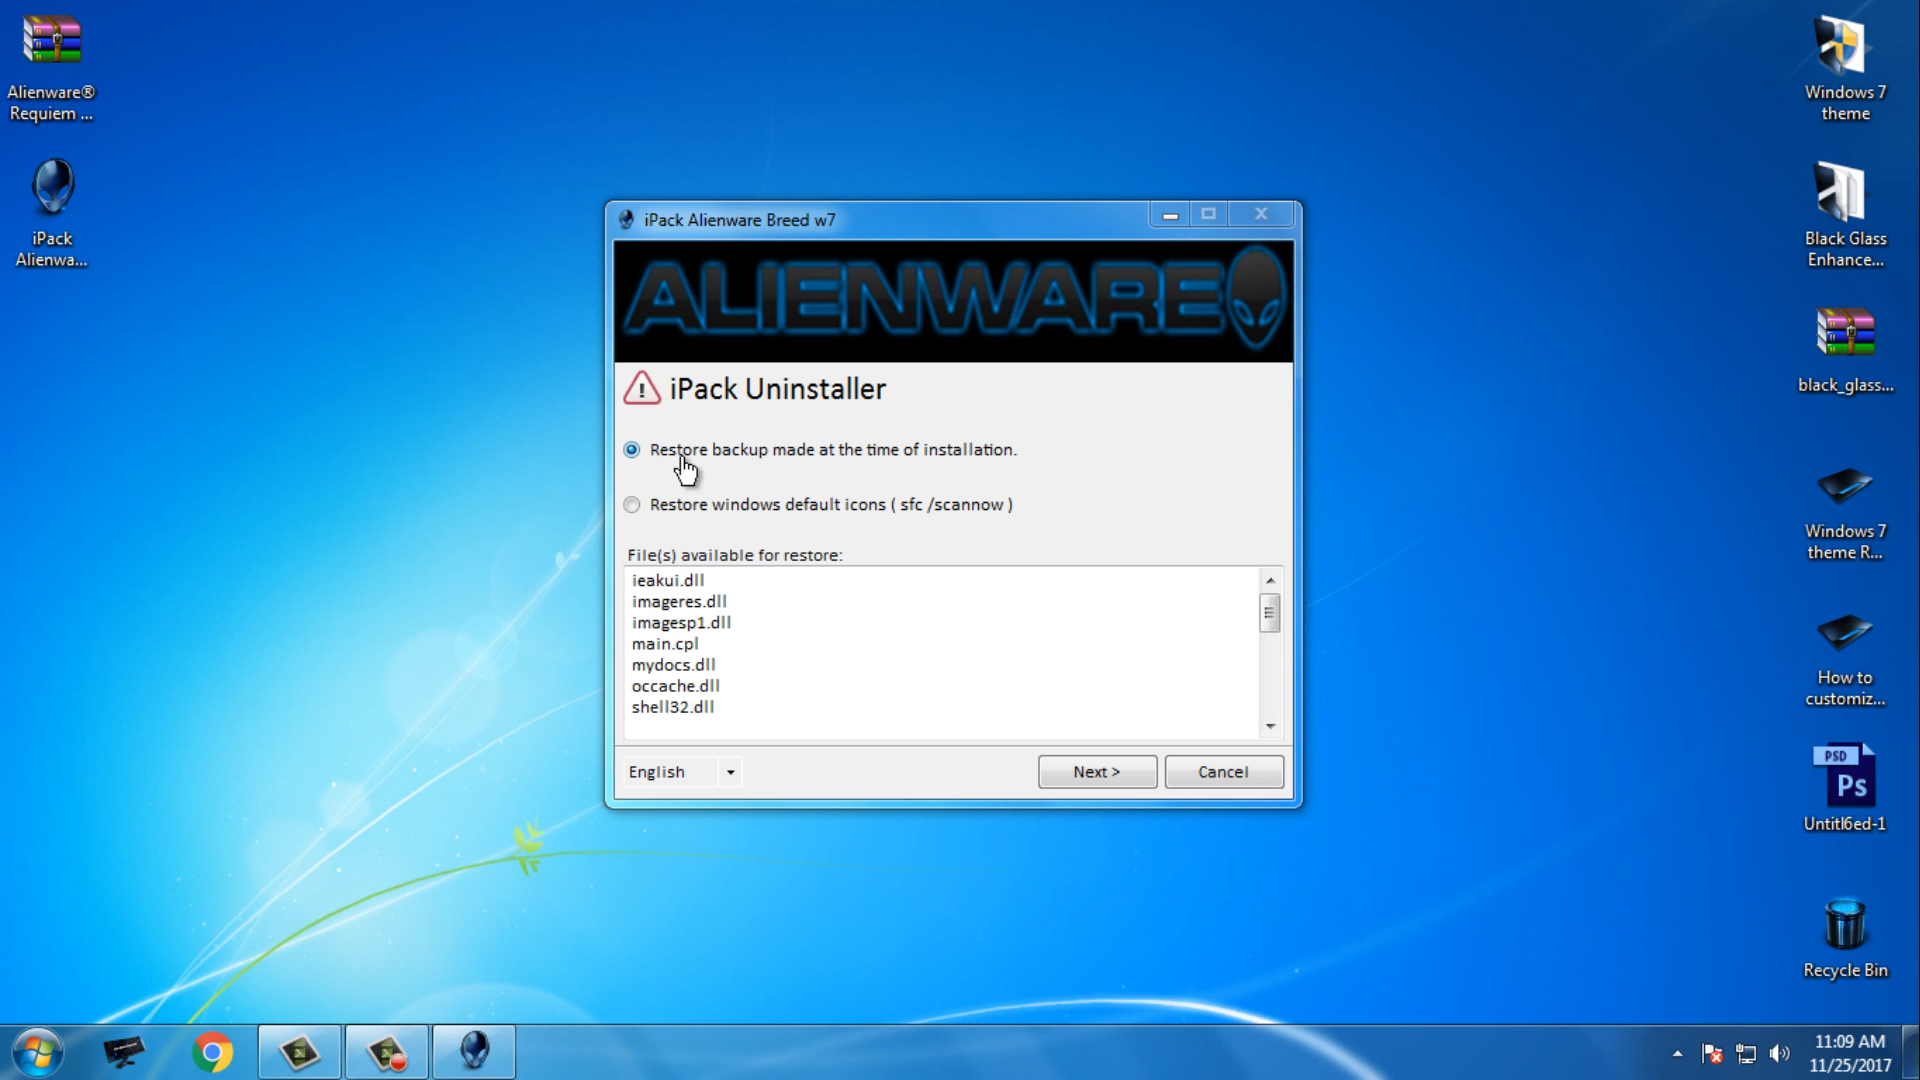 Alienware®
Requiem ...
iPack
Alienwa...
iPack Alienware Breed w7
ALIENWARE
iPack Uninstaller
Restore backup made at the time of installation.
Restore windows default icons ( sfc /scannow )
File(s) available for restore:
ieakui.dll
imageres.dll
imagesp1.dll
main.cpl
mydocs.dll
occache.dll
shell32.dll
English
Next >
Cancel
Windows 7
theme
Black Glass
Enhance...
black_glass...
Windows 7
theme R...
How to
customiz...
PSD
Ps
Untitl6ed-1
Recycle Bin
11:09 AM
11/25/2017